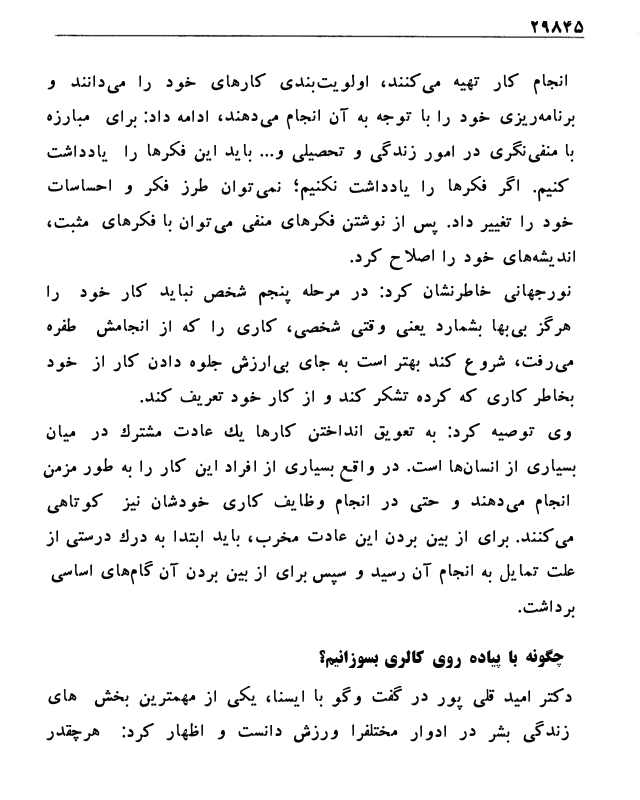 ۲۹۸۴۵
انجام کار تهیه می‌کنند، اولویت‌بندی کارهای خود را می‌دانند و
برنامه‌ریزی خود را با توجه به آن انجام می‌دهند، ادامه داد: برای مبارزه
با منفی‌نگری در امور زندگی و تحصیلی و... باید این فکرها را یادداشت
کنیم. اگر فکرها را یادداشت نکنیم؛ نمی‌توان طرز فکر و احساسات
خود را تغییر داد. پس از نوشتن فکرهای منفی می‌توان با فکرهای مثبت،
اندیشه‌های خود را اصلاح کرد.
نورجهانی خاطرنشان کرد: در مرحله پنجم شخص نباید کار خود را
هرگز بی‌بها بشمارد یعنی وقتی شخصی، کاری را که از انجامش طفره
می‌رفت، شروع کند بهتر است به جای بی‌ارزش جلوه دادن کار از خود
بخاطر کاری که کرده تشکر کند و از کار خود تعریف کند.
وی توصیه کرد: به تعویق انداختن کارها یك عادت مشترك در میان
بسیاری از انسان‌ها است. در واقع بسیاری از افراد این کار را به طور مزمن
انجام می‌دهند و حتی در انجام وظایف کاری خودشان نیز کوتاهی
می‌کنند. برای از بین بردن این عادت مخرب، باید ابتدا به درك درستی از
علت تمایل به انجام آن رسید و سپس برای از بین بردن آن گام‌های اساسی
برداشت.
چگونه با پیاده روی کالری بسوزانیم؟
دکتر امید قلی پور در گفت وگو با ایسنا، یکی از مهمترین بخش های
زندگی بشر در ادوار مختلفرا ورزش دانست و اظهار کرد: هرچقدر